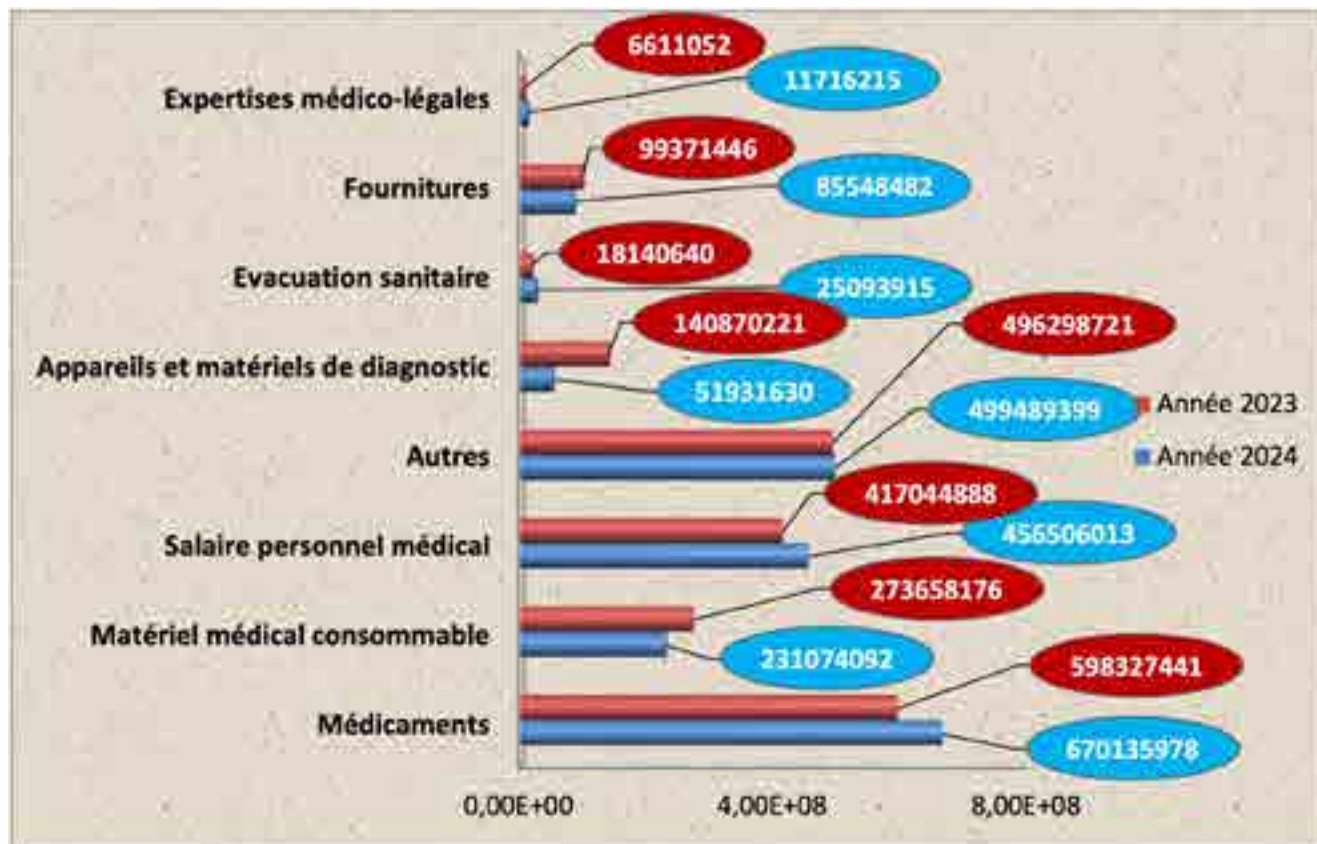 6611052
Expertises médico-légales
11716215
99371446
Fournitures
85548482
18140640
Evacuation sanitaire
25093915
140870221
496298721
Appareils et matériels de diagnostic
51931630
499489399
Année 2023
Autres
Année 2024
417044888
Salaire personnel médical
456506013
273658176
Matériel médical consommable
231074092
598327441
Médicaments
670135978
0,00E+00 4,00E+08 8,00E+08